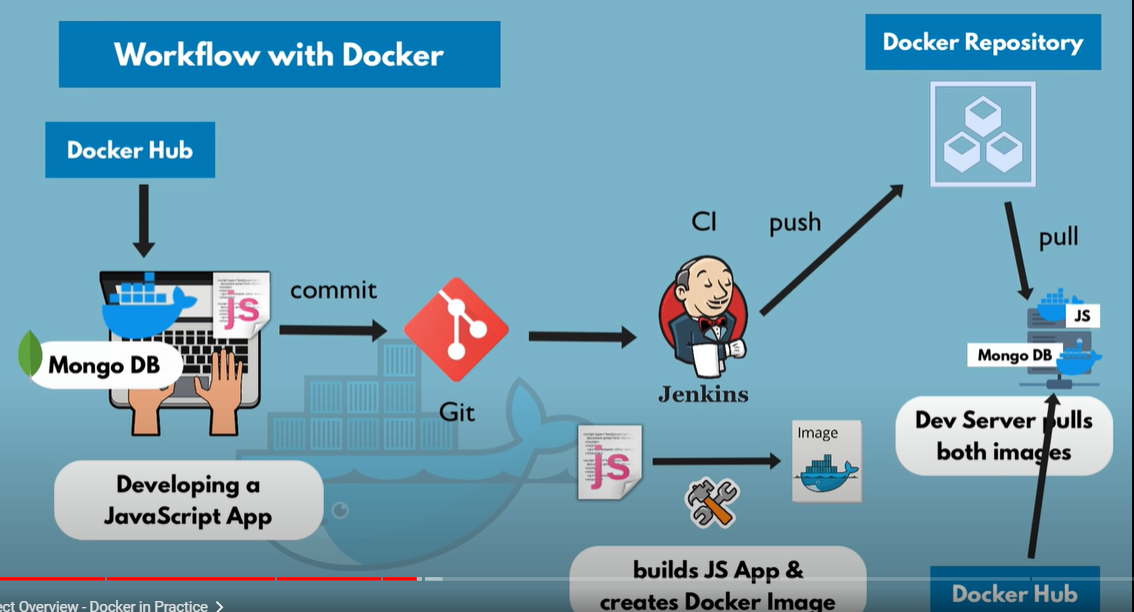 Workflow with Docker
Docker Repository
Docker Hub
commit
js
Mongo DB
Git
CI
push
Jenkins
pull
JS
Mongo DB
Dev Server pulls
both images
js
Image
Developing a
JavaScript App
builds JS App &
creates Docker Image
Docker Hub
ect Overview - Docker in Practice >